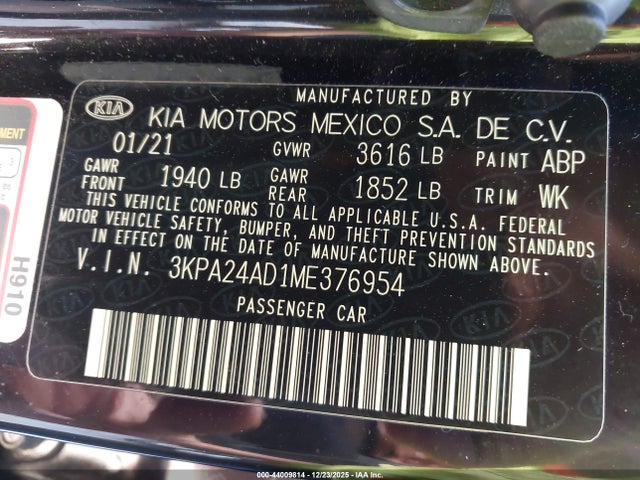 MANUFACTURED BY
KIA KIA MOTORS MEXICO S.A. DE C.V.
01/21 GVWR 3616 LB PAINT ABP
GAWR FRONT 1940 LB GAWR REAR 1852 LB TRIM WK
THIS VEHICLE CONFORMS TO ALL APPLICABLE U.S.A. FEDERAL
MOTOR VEHICLE SAFETY, BUMPER, AND THEFT PREVENTION STANDARDS
IN EFFECT ON THE DATE OF MANUFACTURE SHOWN ABOVE.
V.I.N. 3KPA24AD1ME376954
PASSENGER CAR
H910
000-44009814 - 12/23/2025 - IAADS